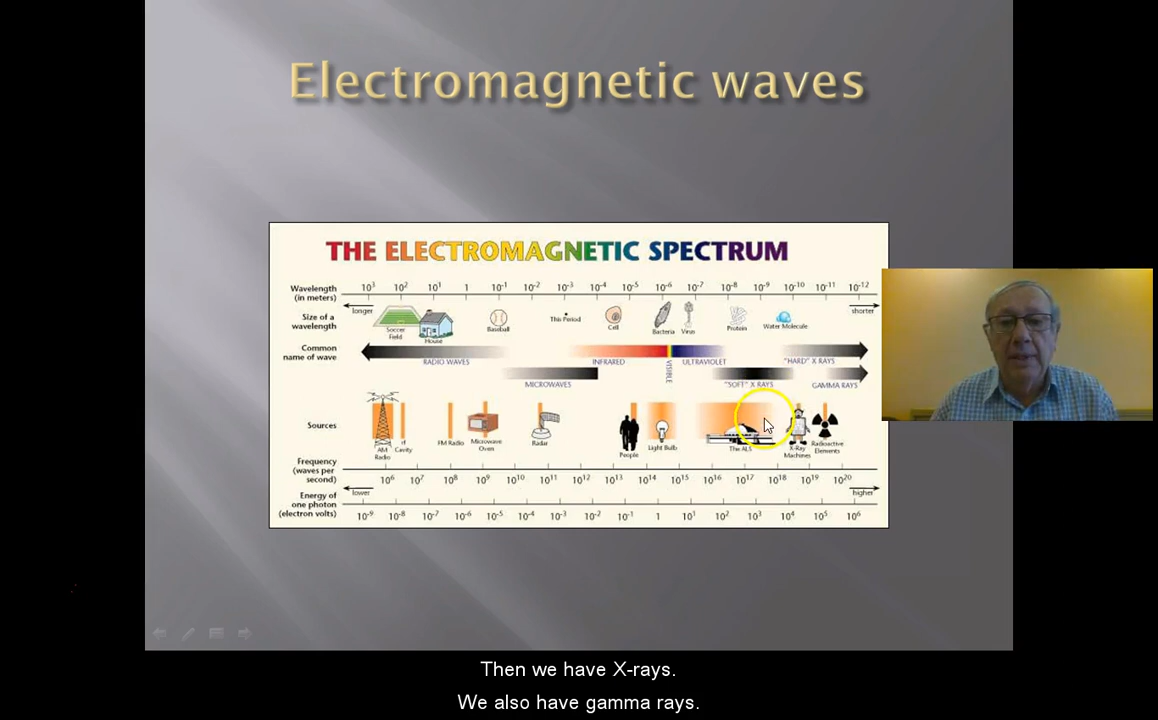 Electromagnetic waves
THE ELECTROMAGNETIC SPECTRUM
Wavelength (in meters)
10³ 10² 10¹ 1 10⁻¹ 10⁻² 10⁻³ 10⁻⁴ 10⁻⁵ 10⁻⁶ 10⁻⁷ 10⁻⁸ 10⁻⁹ 10⁻¹⁰ 10⁻¹¹ 10⁻¹²
longer shorter
Size of a wavelength
Soccer Field House Baseball This Period Cell Bacteria Virus Protein Water Molecule
Common name of wave
RADIO WAVES INFRARED VISIBLE ULTRAVIOLET "HARD" X RAYS
MICROWAVES "SOFT" X RAYS GAMMA RAYS
Sources
AM Radio rf Cavity FM Radio Microwave Oven Radar People Light Bulb The ALS X-Ray Machines Radioactive Elements
Frequency (waves per second)
10⁶ 10⁷ 10⁸ 10⁹ 10¹⁰ 10¹¹ 10¹² 10¹³ 10¹⁴ 10¹⁵ 10¹⁶ 10¹⁷ 10¹⁸ 10¹⁹ 10²⁰
lower higher
Energy of one photon (electron volts)
10⁻⁹ 10⁻⁸ 10⁻⁷ 10⁻⁶ 10⁻⁵ 10⁻⁴ 10⁻³ 10⁻² 10⁻¹ 1 10¹ 10² 10³ 10⁴ 10⁵ 10⁶
Then we have X-rays.
We also have gamma rays.